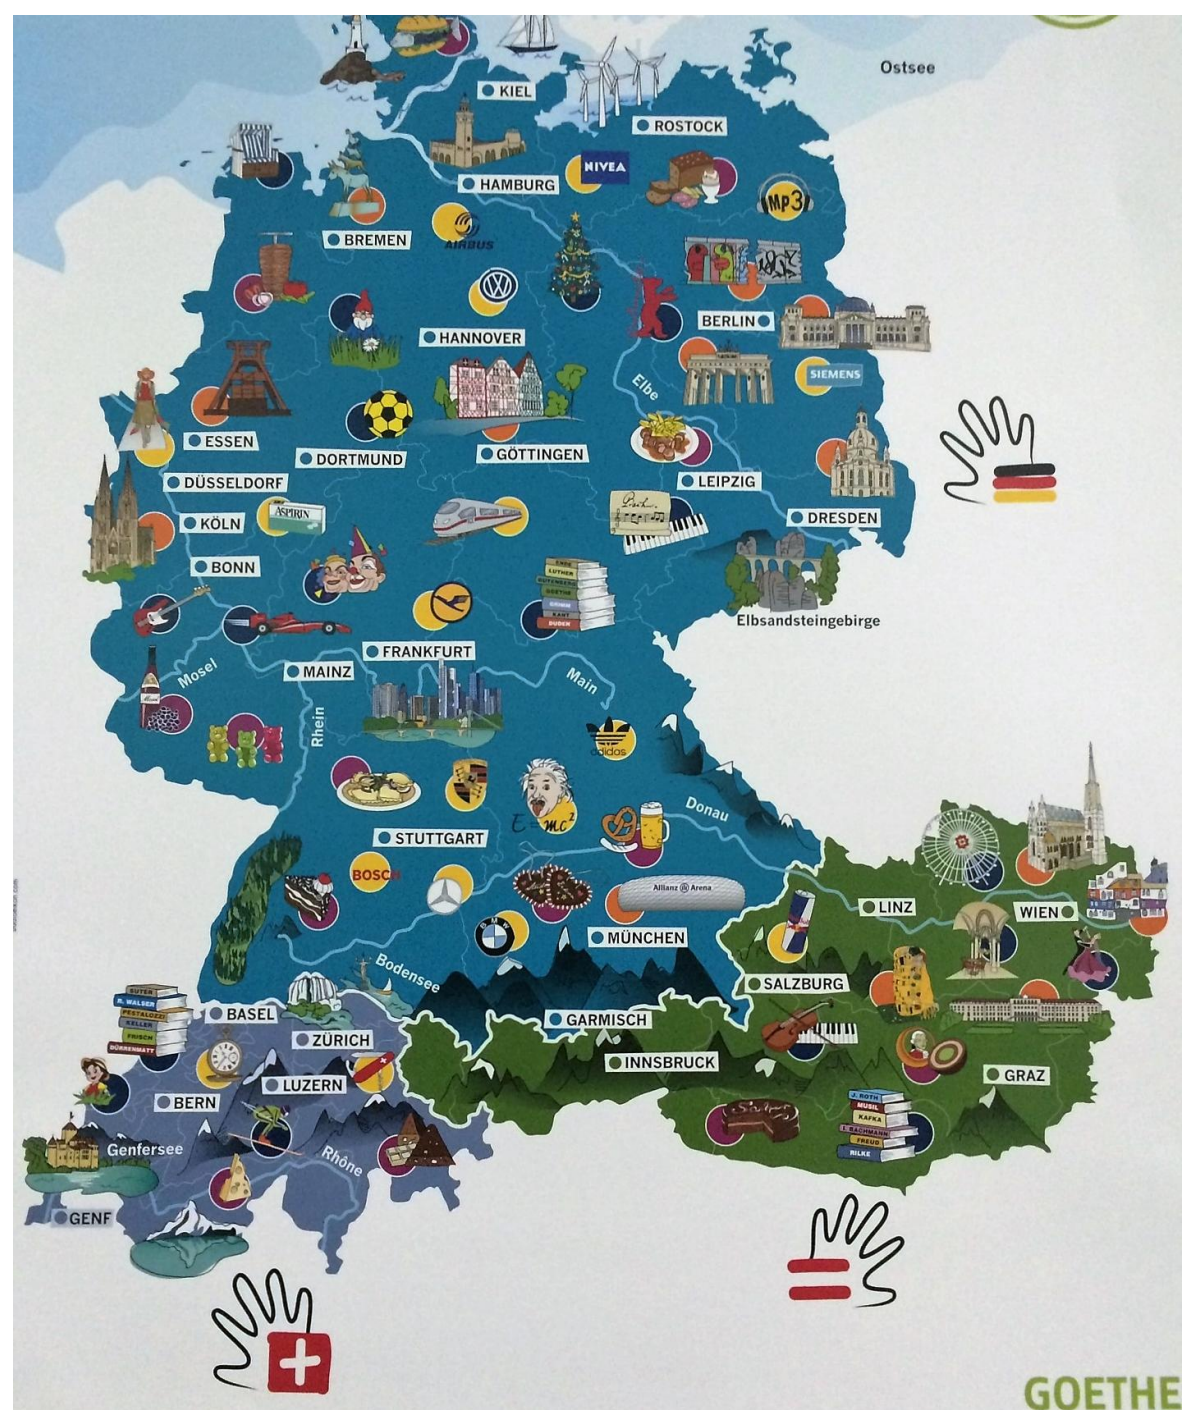 Ostsee
KIEL
ROSTOCK
NIVEA
HAMBURG
Mp3
BREMEN
AIRBUS
BERLIN
HANNOVER
SIEMENS
Elbe
ESSEN
DORTMUND
GÖTTINGEN
DÜSSELDORF
LEIPZIG
KÖLN
ASPIRIN
Bach
DRESDEN
BONN
LUTHER
GUTENBERG
GOETHE
GRIMM
KANT
DUDEN
Elbsandsteingebirge
FRANKFURT
MAINZ
Mosel
Main
Rhein
adidas
E=mc²
Donau
STUTTGART
BOSCH
Allianz Arena
LINZ
WIEN
BMW
MÜNCHEN
Bodensee
SALZBURG
SUTER
R. WALSER
PESTALOZZI
KELLER
FRISCH
DÜRRENMATT
BASEL
GARMISCH
ZÜRICH
INNSBRUCK
LUZERN
GRAZ
BERN
J. ROTH
MUSIL
KAFKA
I. BACHMANN
FREUD
RILKE
Genfersee
Rhône
GENF
GOETHE